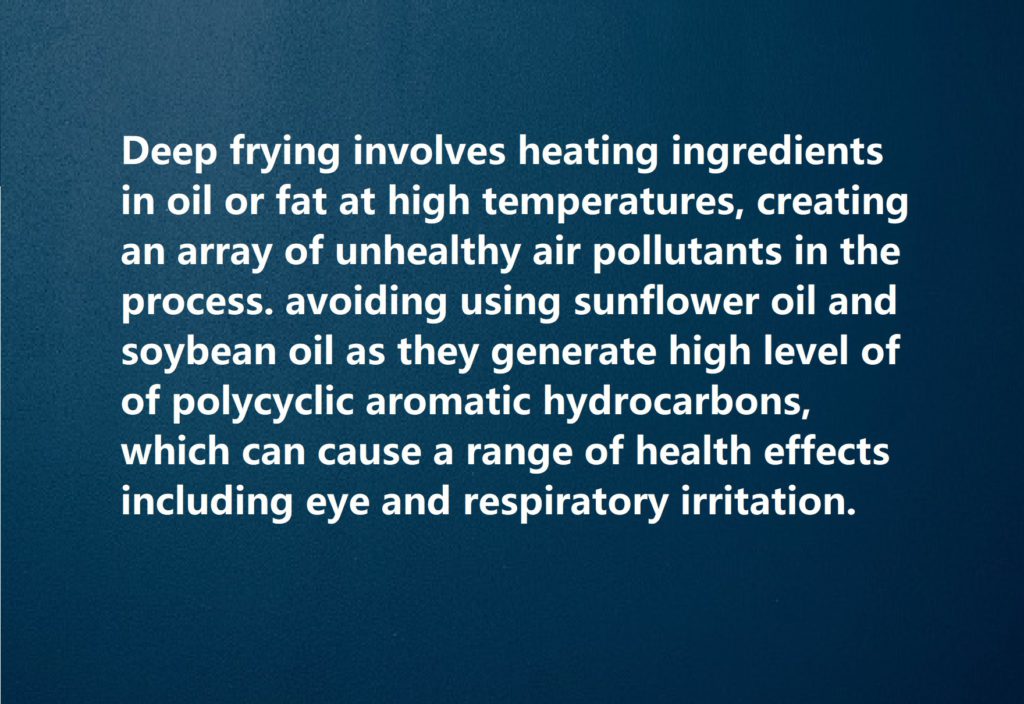 Deep frying involves heating ingredients
in oil or fat at high temperatures, creating
an array of unhealthy air pollutants in the
process. avoiding using sunflower oil and
soybean oil as they generate high level of
of polycyclic aromatic hydrocarbons,
which can cause a range of health effects
including eye and respiratory irritation.